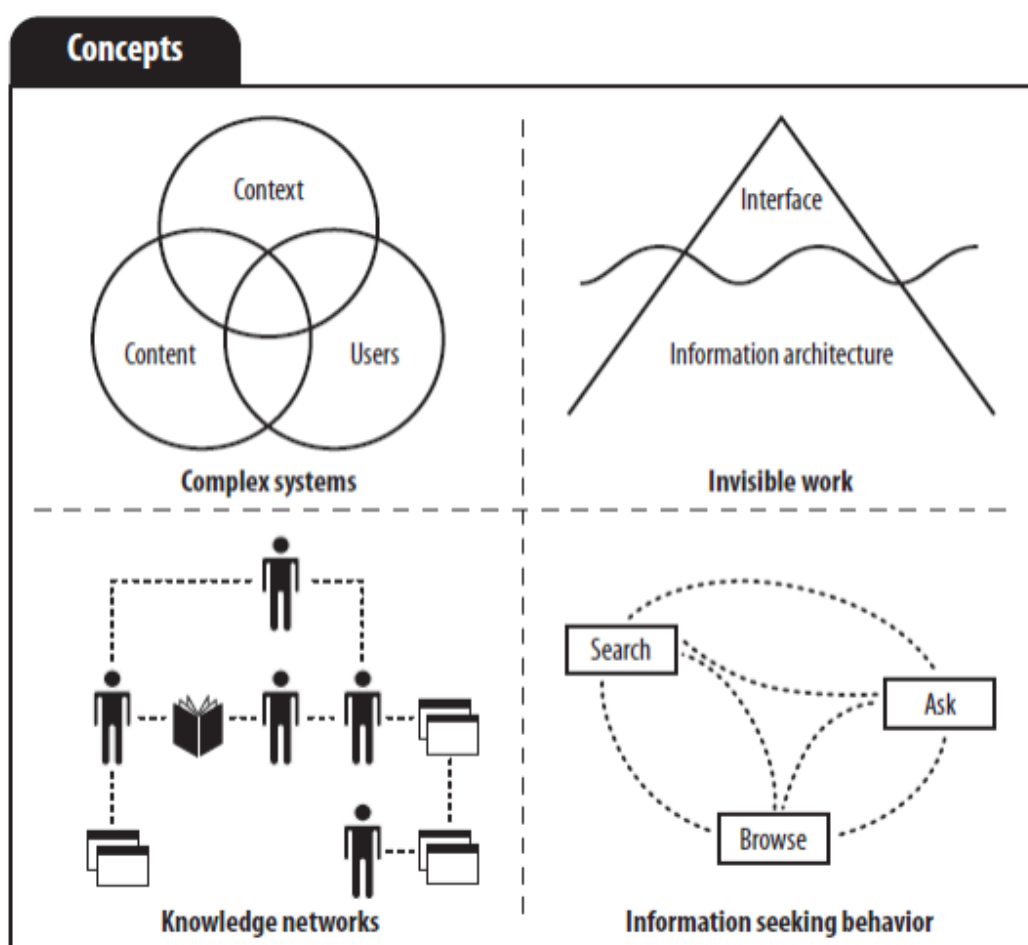 Concepts
Context
Content
Users
Complex systems
Interface
Information architecture
Invisible work
Knowledge networks
Search
Ask
Browse
Information seeking behavior